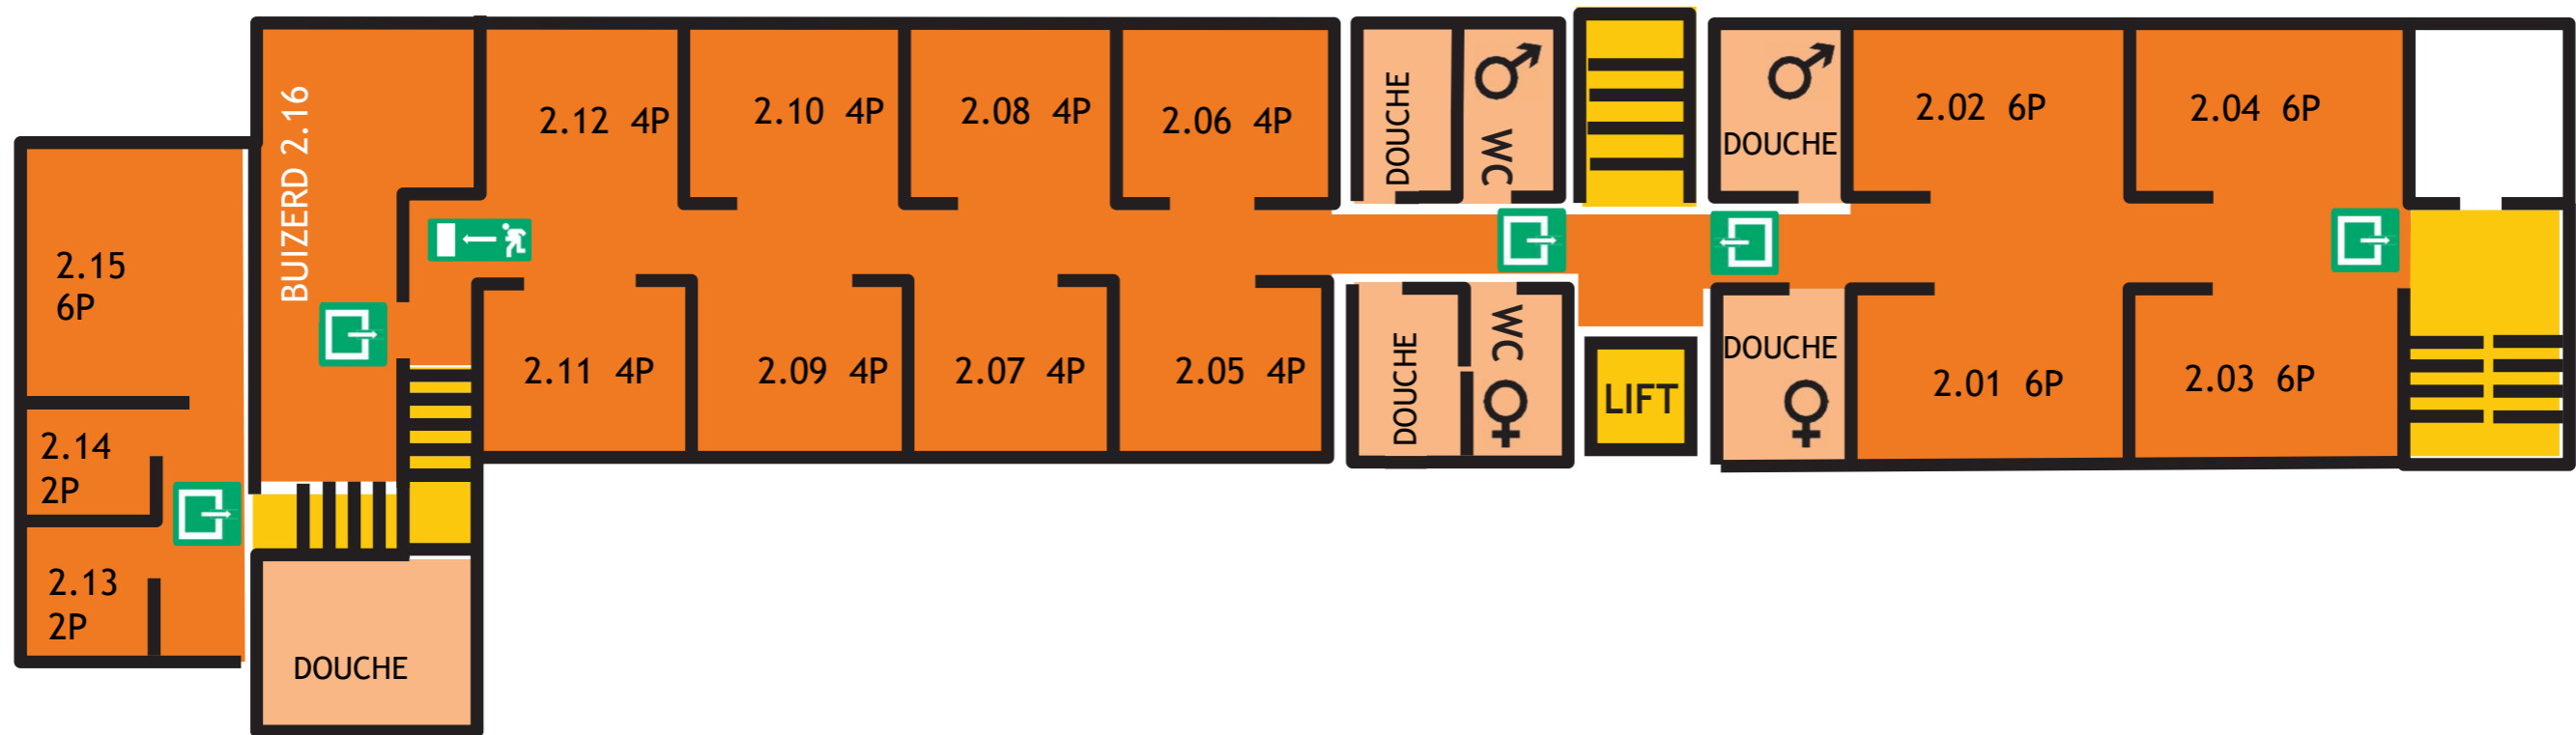 BUIZERD 2.16
2.12 4P
2.10 4P
2.08 4P
2.06 4P
DOUCHE
WC
DOUCHE
2.02 6P
2.04 6P
2.15
6P
2.14
2P
2.13
2P
2.11 4P
2.09 4P
2.07 4P
2.05 4P
DOUCHE
WC
LIFT
DOUCHE
2.01 6P
2.03 6P
DOUCHE